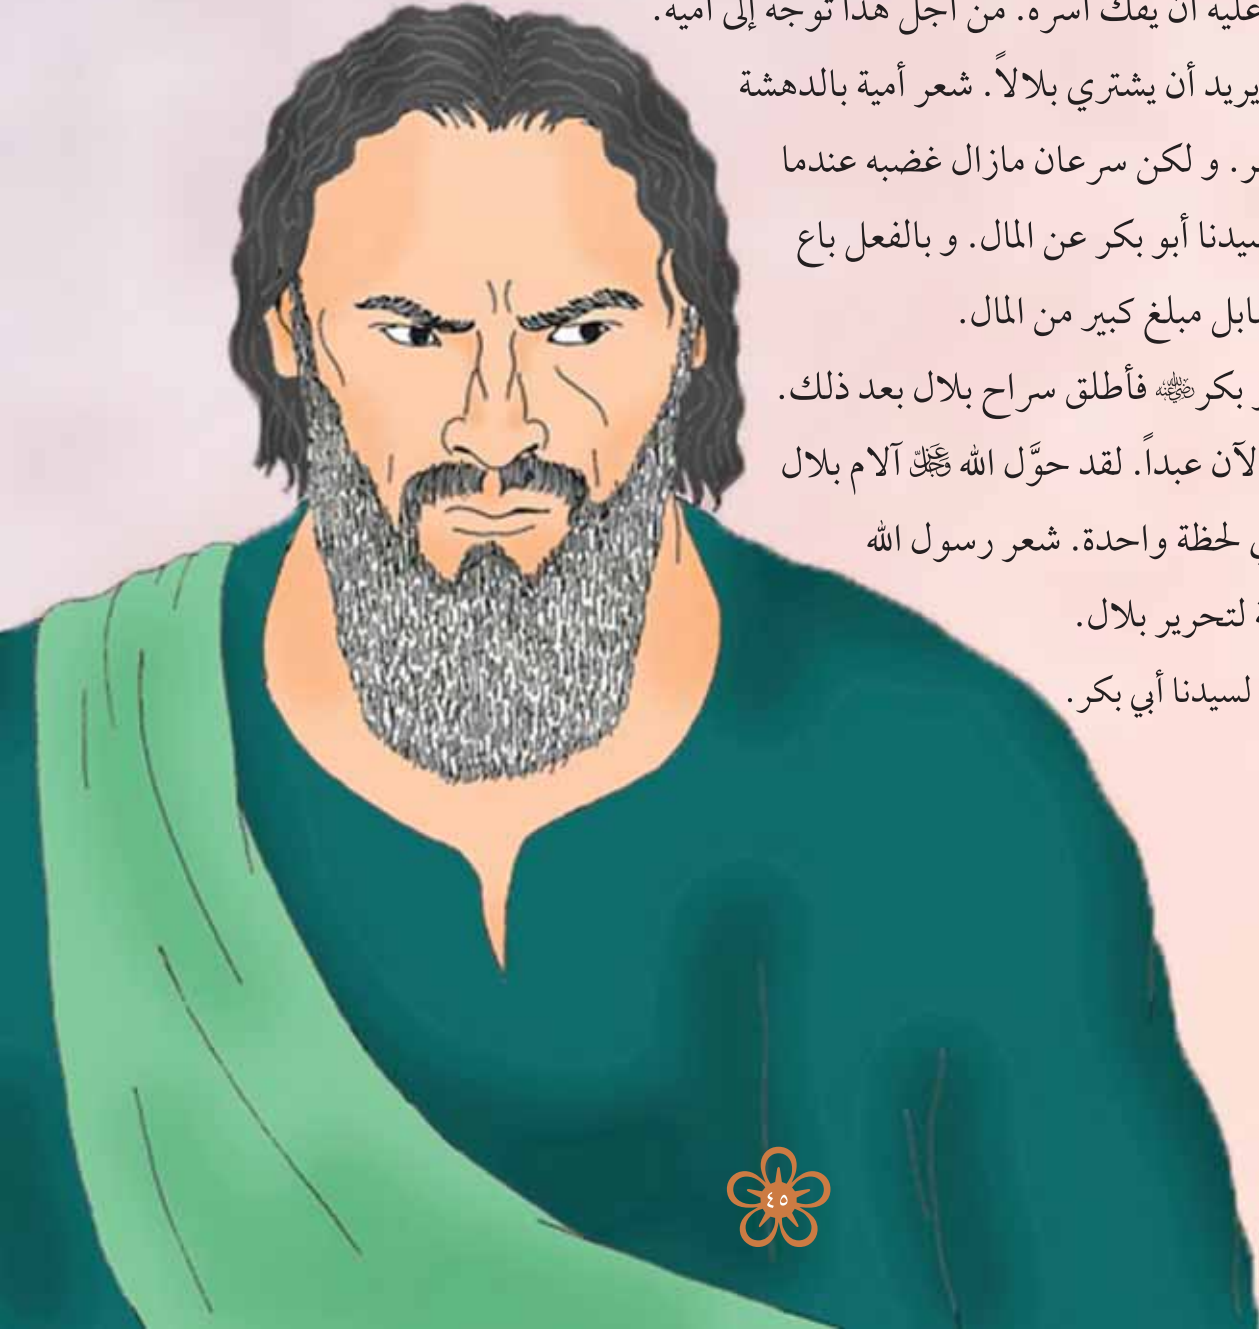 عليه أن يفك أسره. من أجل هذا توجه إلى أمية.
يريد أن يشتري بلالاً. شعر أمية بالدهشة
ر. و لكن سرعان مازال غضبه عندما
سيدنا أبو بكر عن المال. و بالفعل باع
مبلغ كبير من المال.
بكر رضي الله عنه فأطلق سراح بلال بعد ذلك.
الآن عبداً. لقد حوَّل الله عز وجل آلام بلال
لحظة واحدة. شعر رسول الله
لتحرير بلال.
لسيدنا أبي بكر.
٤٥